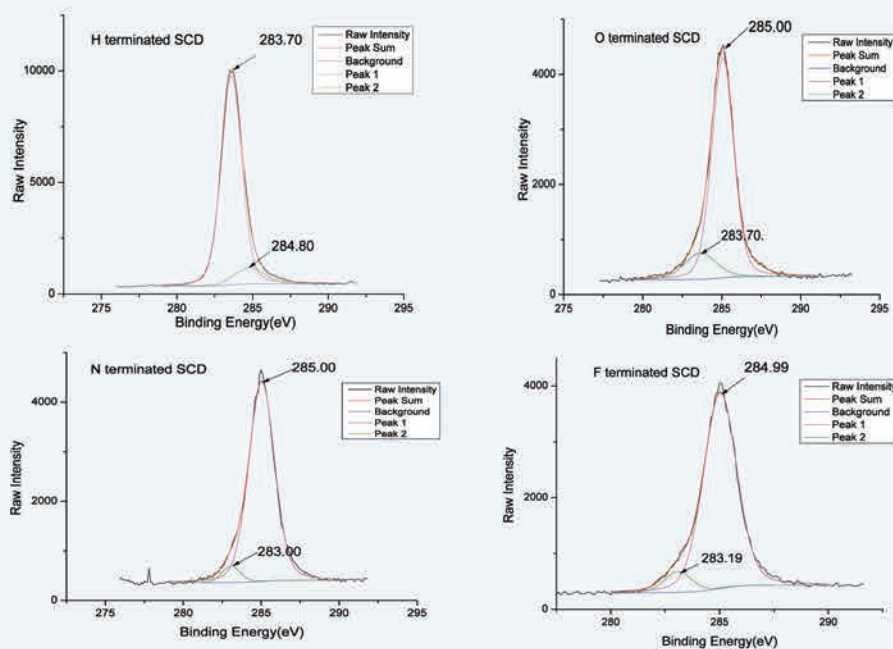 H terminated SCD
283.70
Raw Intensity
Peak Sum
Background
Peak 1
Peak 2
10000
5000
0
Raw Intensity
284.80
275
280
285
290
295
Binding Energy(eV)
O terminated SCD
285.00
Raw Intensity
Peak Sum
Background
Peak 1
Peak 2
4000
2000
0
Raw Intensity
283.70.
275
280
285
290
295
Binding Energy(eV)
N terminated SCD
285.00
Raw Intensity
Peak Sum
Background
Peak 1
Peak 2
4000
2000
0
Raw Intensity
283.00
275
280
285
290
295
Binding Energy(eV)
F terminated SCD
284.99
Raw Intensity
Peak Sum
Background
Peak 1
Peak 2
4000
2000
0
Raw Intensity
283.19
280
285
290
Binding Energy(eV)